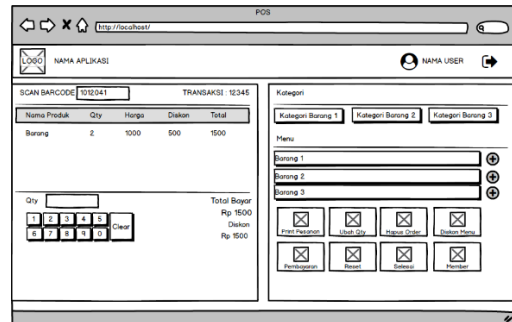 POS
http://localhost/
LOGO NAMA APLIKASI NAMA USER
SCAN BARCODE 1012041 TRANSAKSI : 12345
Nama Produk Qty Harga Diskon Total
Barang 2 1000 500 1500
Qty
1 2 3 4 5
6 7 8 9 0
Clear
Total Bayar
Rp 1500
Diskon
Rp 1500
Kategori
Kategori Barang 1 Kategori Barang 2 Kategori Barang 3
Menu
Barang 1
Barang 2
Barang 3
Print Pesanan Ubah Qty Hapus Order Diskon Menu
Pembayaran Reset Selesai Member